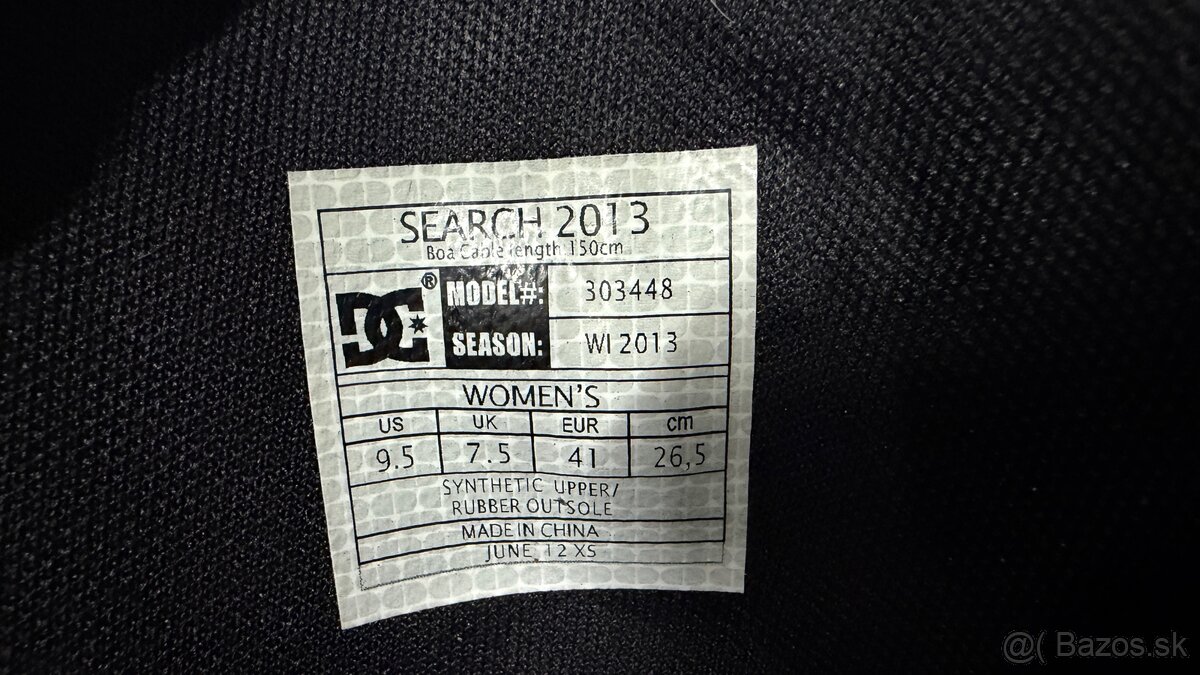 SEARCH 2013
Boa Cable length:150cm
DC ®
MODEL#: 303448
SEASON: WI 2013
WOMEN'S
US UK EUR cm
9.5 7.5 41 26,5
SYNTHETIC UPPER/
RUBBER OUTSOLE
MADE IN CHINA
JUNE 12 XS
@( Bazos.sk